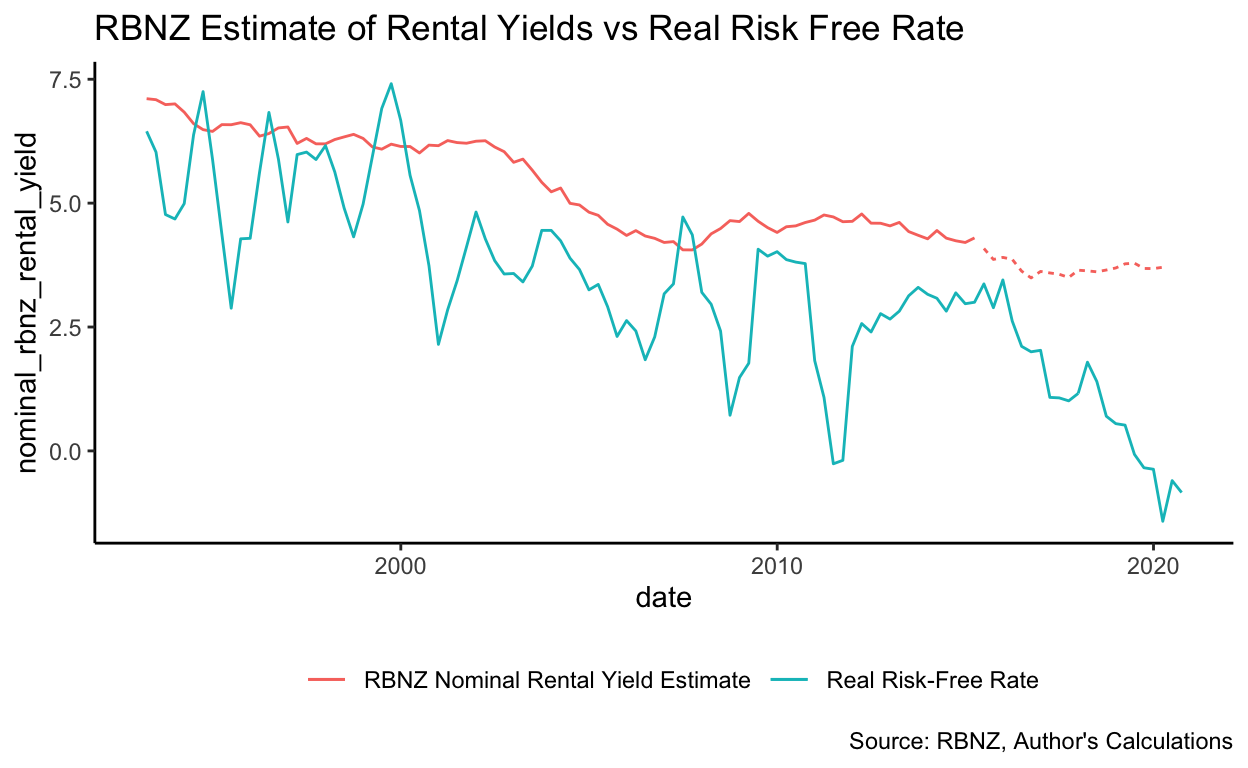 RBNZ Estimate of Rental Yields vs Real Risk Free Rate
nominal_rbnz_rental_yield
7.5
5.0
2.5
0.0
2000 2010 2020
date
RBNZ Nominal Rental Yield Estimate Real Risk-Free Rate
Source: RBNZ, Author's Calculations